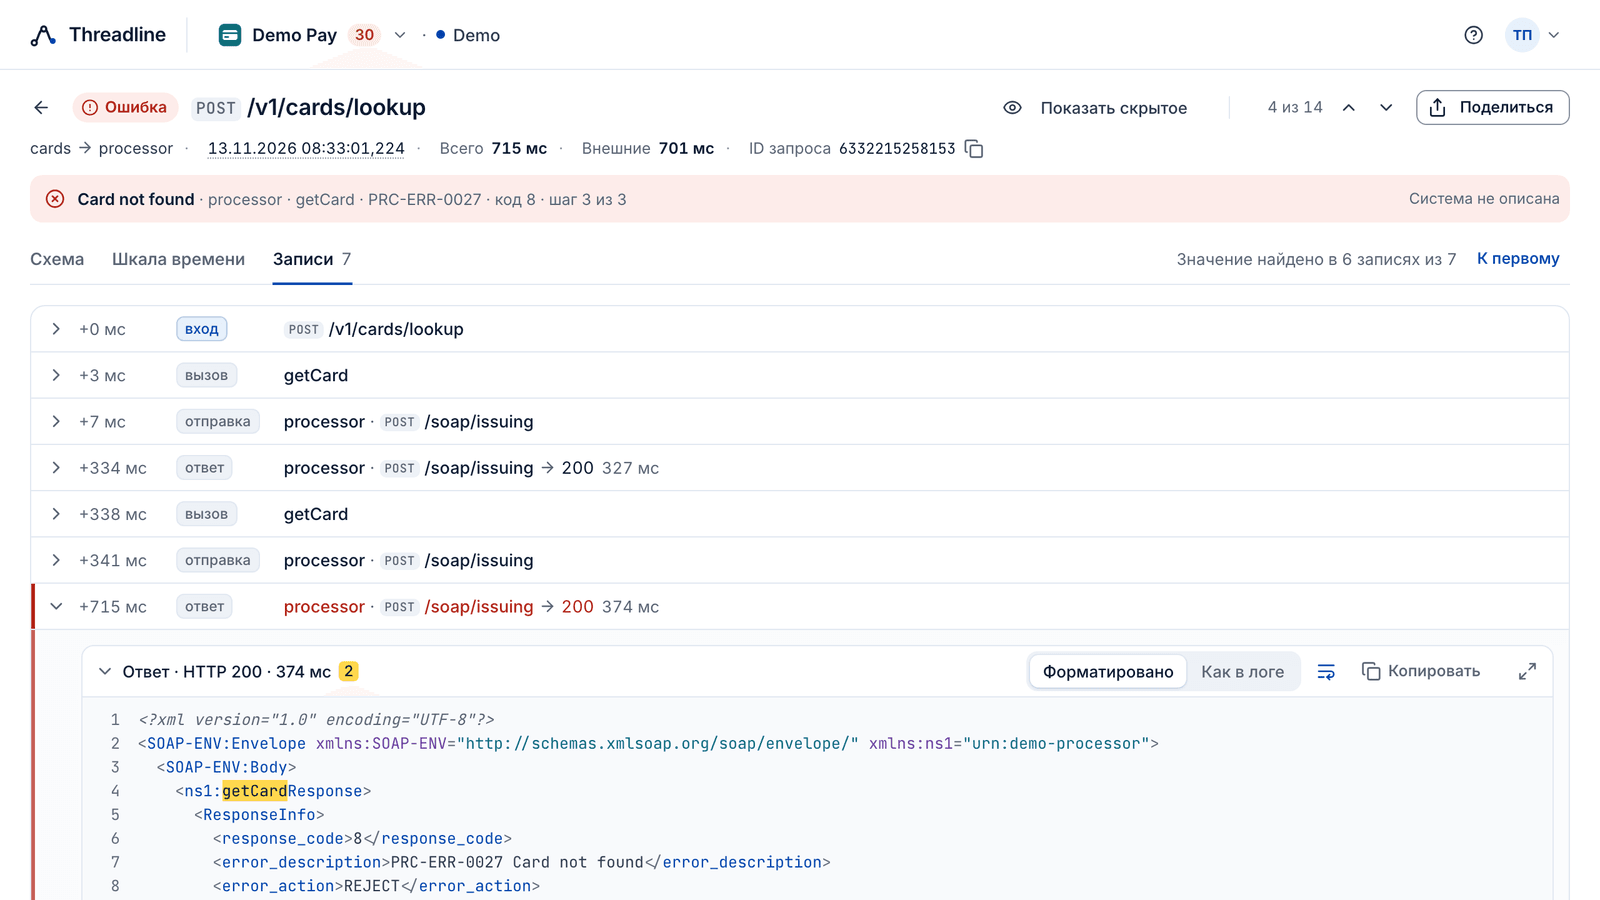 Threadline
Demo Pay 30 · Demo
ТП
Ошибка POST /v1/cards/lookup
Показать скрытое
4 из 14
Поделиться
cards → processor · 13.11.2026 08:33:01,224 · Всего 715 мс · Внешние 701 мс · ID запроса 6332215258153
Card not found · processor · getCard · PRC-ERR-0027 · код 8 · шаг 3 из 3
Система не описана
Схема Шкала времени Записи 7
Значение найдено в 6 записях из 7 К первому
+0 мс вход POST /v1/cards/lookup
+3 мс вызов getCard
+7 мс отправка processor · POST /soap/issuing
+334 мс ответ processor · POST /soap/issuing → 200 327 мс
+338 мс вызов getCard
+341 мс отправка processor · POST /soap/issuing
+715 мс ответ processor · POST /soap/issuing → 200 374 мс
Ответ · HTTP 200 · 374 мс 2
Форматировано Как в логе Копировать
1 <?xml version="1.0" encoding="UTF-8"?>
2 <SOAP-ENV:Envelope xmlns:SOAP-ENV="http://schemas.xmlsoap.org/soap/envelope/" xmlns:ns1="urn:demo-processor">
3 <SOAP-ENV:Body>
4 <ns1:getCardResponse>
5 <ResponseInfo>
6 <response_code>8</response_code>
7 <error_description>PRC-ERR-0027 Card not found</error_description>
8 <error_action>REJECT</error_action>